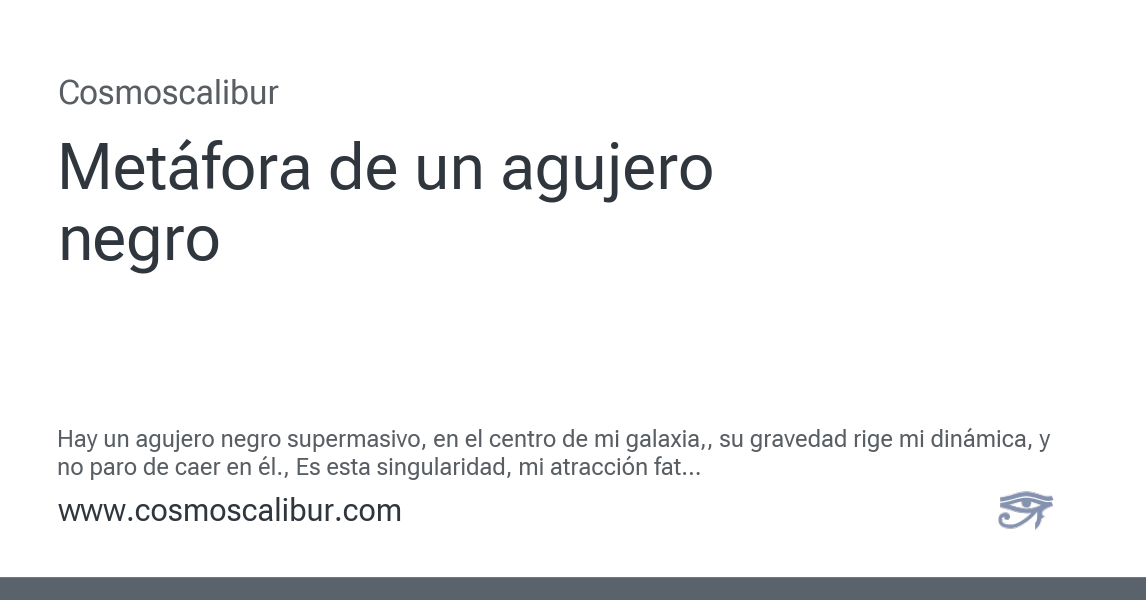 Cosmoscalibur
Metáfora de un agujero
negro
Hay un agujero negro supermasivo, en el centro de mi galaxia,, su gravedad rige mi dinámica, y
no paro de caer en él., Es esta singularidad, mi atracción fat...
www.cosmoscalibur.com